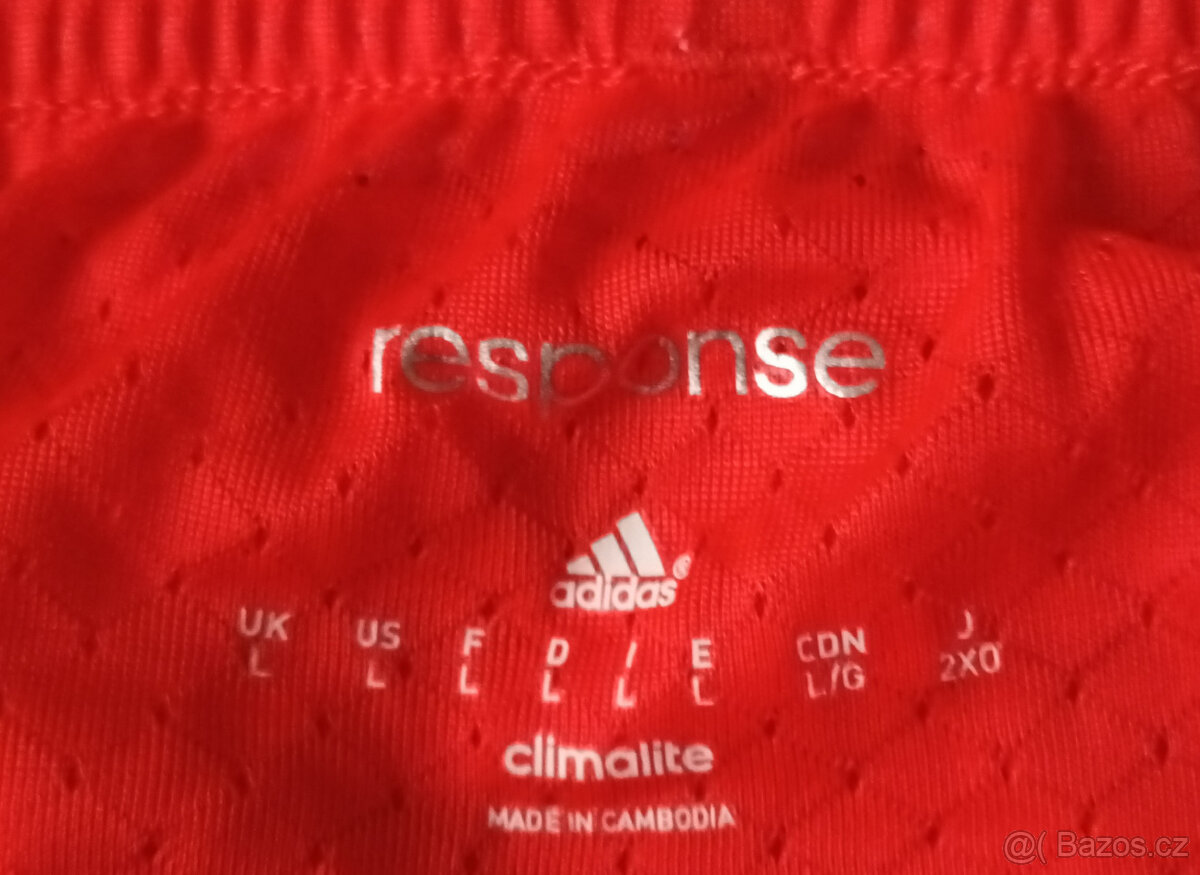 response
adidas®
UK US F D I E CDN J
L L L L L L L/G 2XO
climalite
MADE IN CAMBODIA
@( Bazos.cz